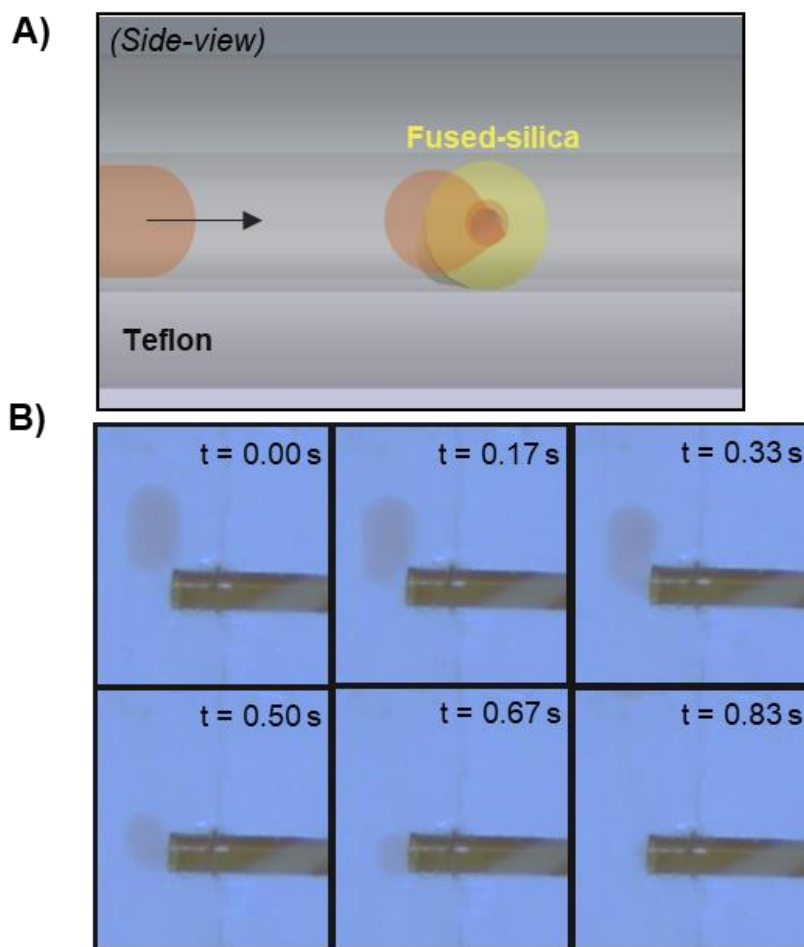 A)
(Side-view)
Fused-silica
Teflon
B)
t = 0.00 s
t = 0.17 s
t = 0.33 s
t = 0.50 s
t = 0.67 s
t = 0.83 s